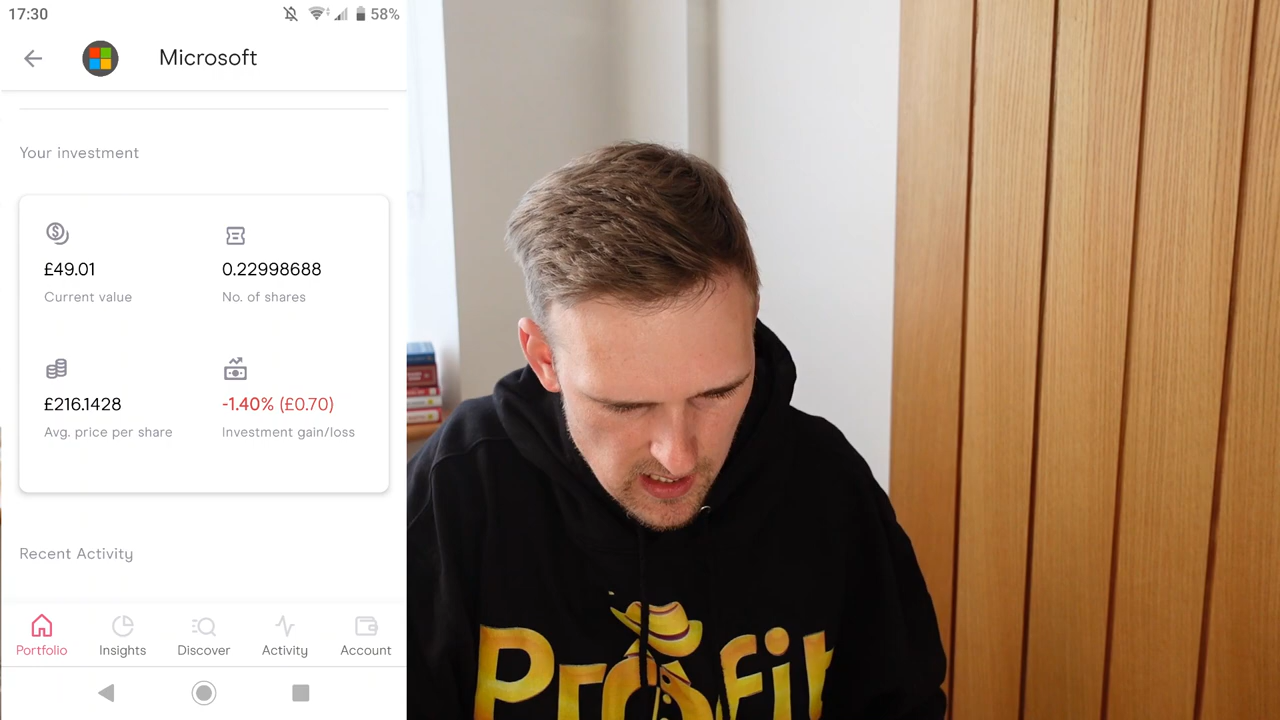 17:30
58%
Microsoft
Your investment
£49.01
0.22998688
Current value
No. of shares
£216.1428
-1.40% (£0.70)
Avg. price per share
Investment gain/loss
Recent Activity
Portfolio
Insights
Discover
Activity
Account
Profit